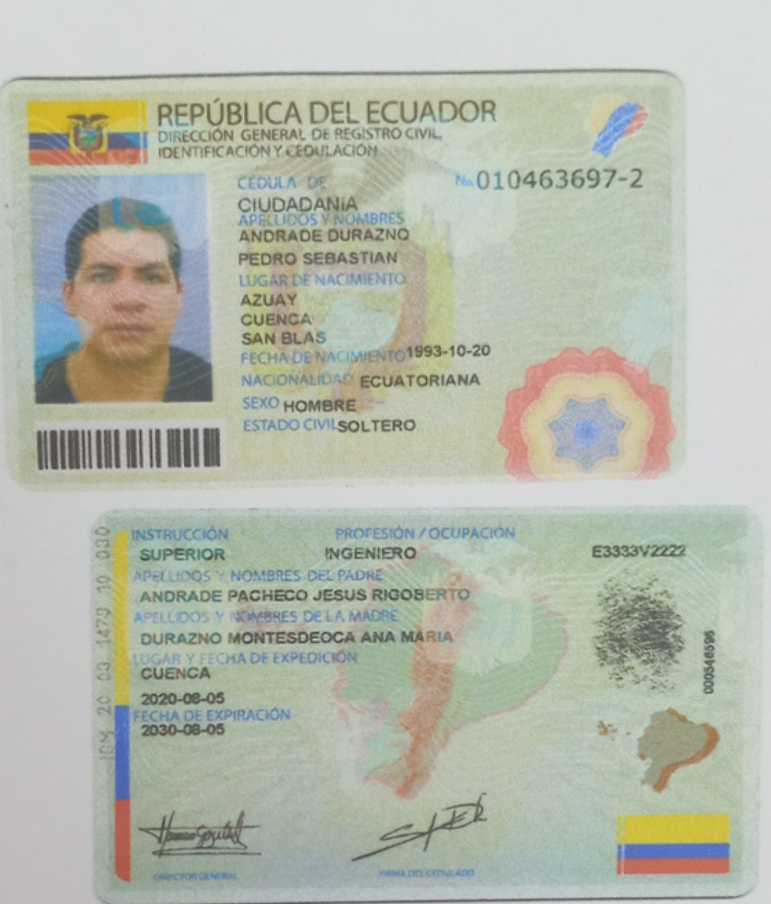 REPÚBLICA DEL ECUADOR
DIRECCIÓN GENERAL DE REGISTRO CIVIL,
IDENTIFICACIÓN Y CEDULACIÓN
CÉDULA DE
No. 010463697-2
CIUDADANÍA
APELLIDOS Y NOMBRES
ANDRADE DURAZNO
PEDRO SEBASTIAN
LUGAR DE NACIMIENTO
AZUAY
CUENCA
SAN BLAS
FECHA DE NACIMIENTO 1993-10-20
NACIONALIDAD ECUATORIANA
SEXO HOMBRE
ESTADO CIVIL SOLTERO
INSTRUCCIÓN PROFESIÓN / OCUPACIÓN
SUPERIOR INGENIERO E3333V2222
APELLIDOS Y NOMBRES DEL PADRE
ANDRADE PACHECO JESUS RIGOBERTO
APELLIDOS Y NOMBRES DE LA MADRE
DURAZNO MONTESDEOCA ANA MARIA
LUGAR Y FECHA DE EXPEDICIÓN
CUENCA
2020-08-05
FECHA DE EXPIRACIÓN
2030-08-05
IGM 20 03 1479 10 030
000546596
DIRECTOR GENERAL
FIRMA DEL CEDULADO